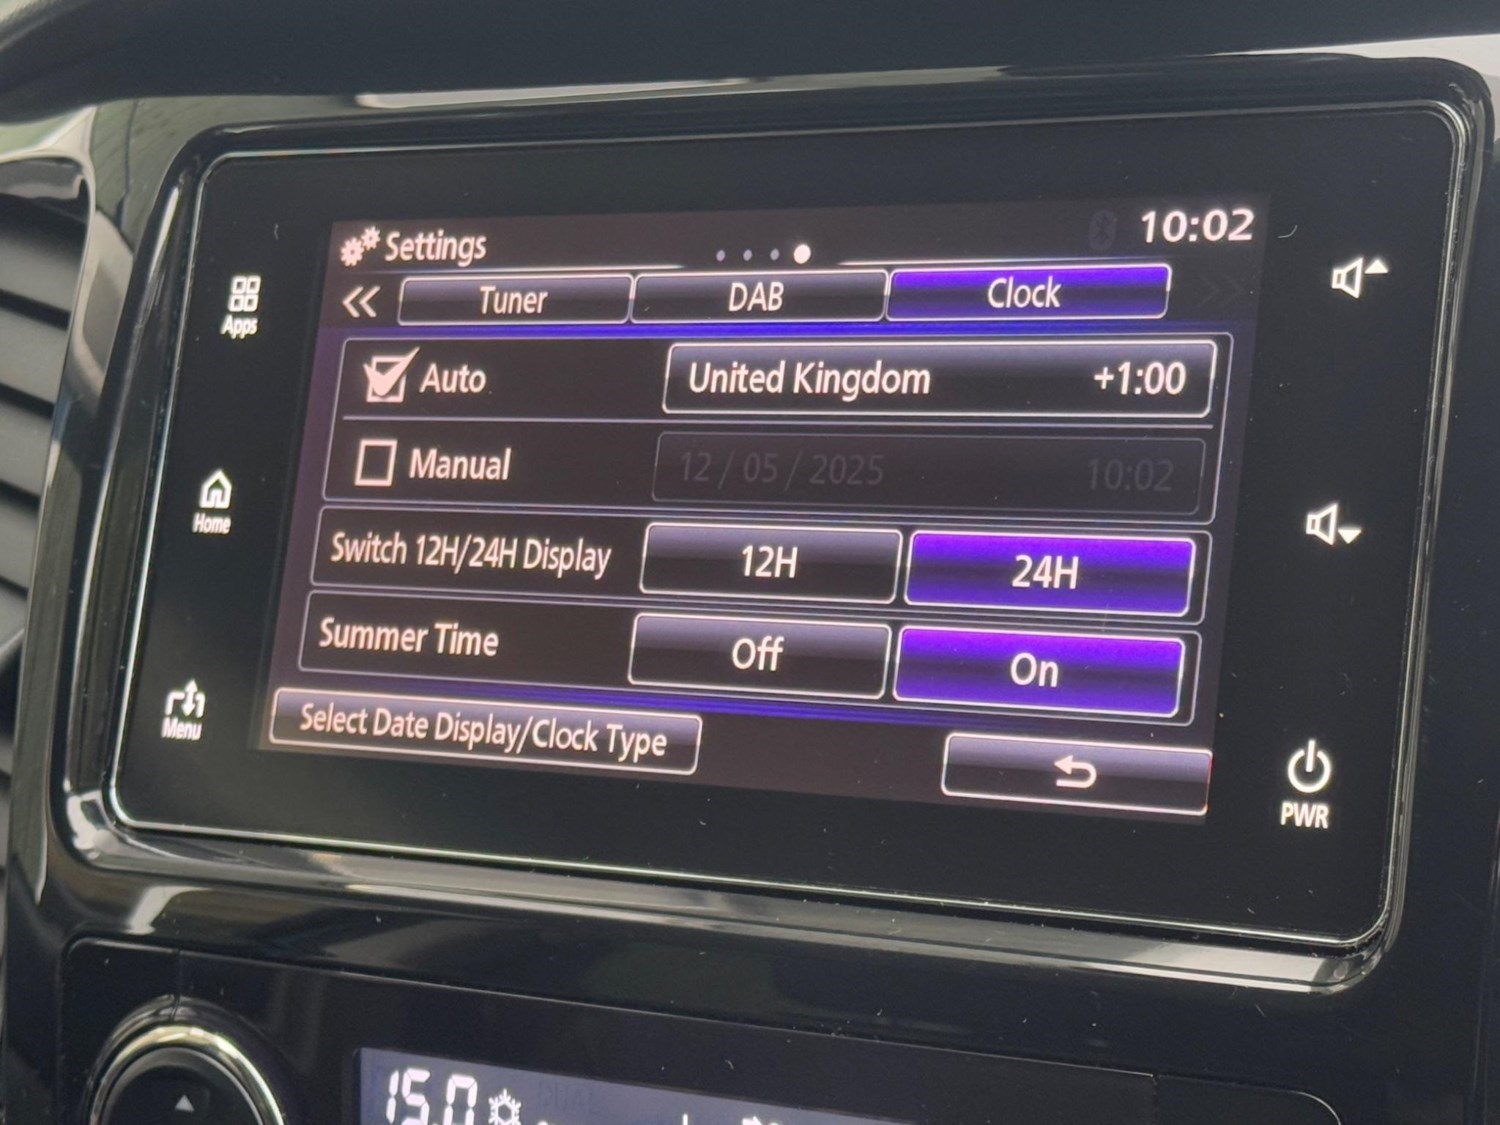 Settings
10:02
Tuner
DAB
Clock
Apps
Auto
United Kingdom +1:00
Manual
12 / 05 / 2025 10:02
Home
Switch 12H/24H Display
12H
24H
Summer Time
Off
On
Menu
Select Date Display/Clock Type
PWR
15.0